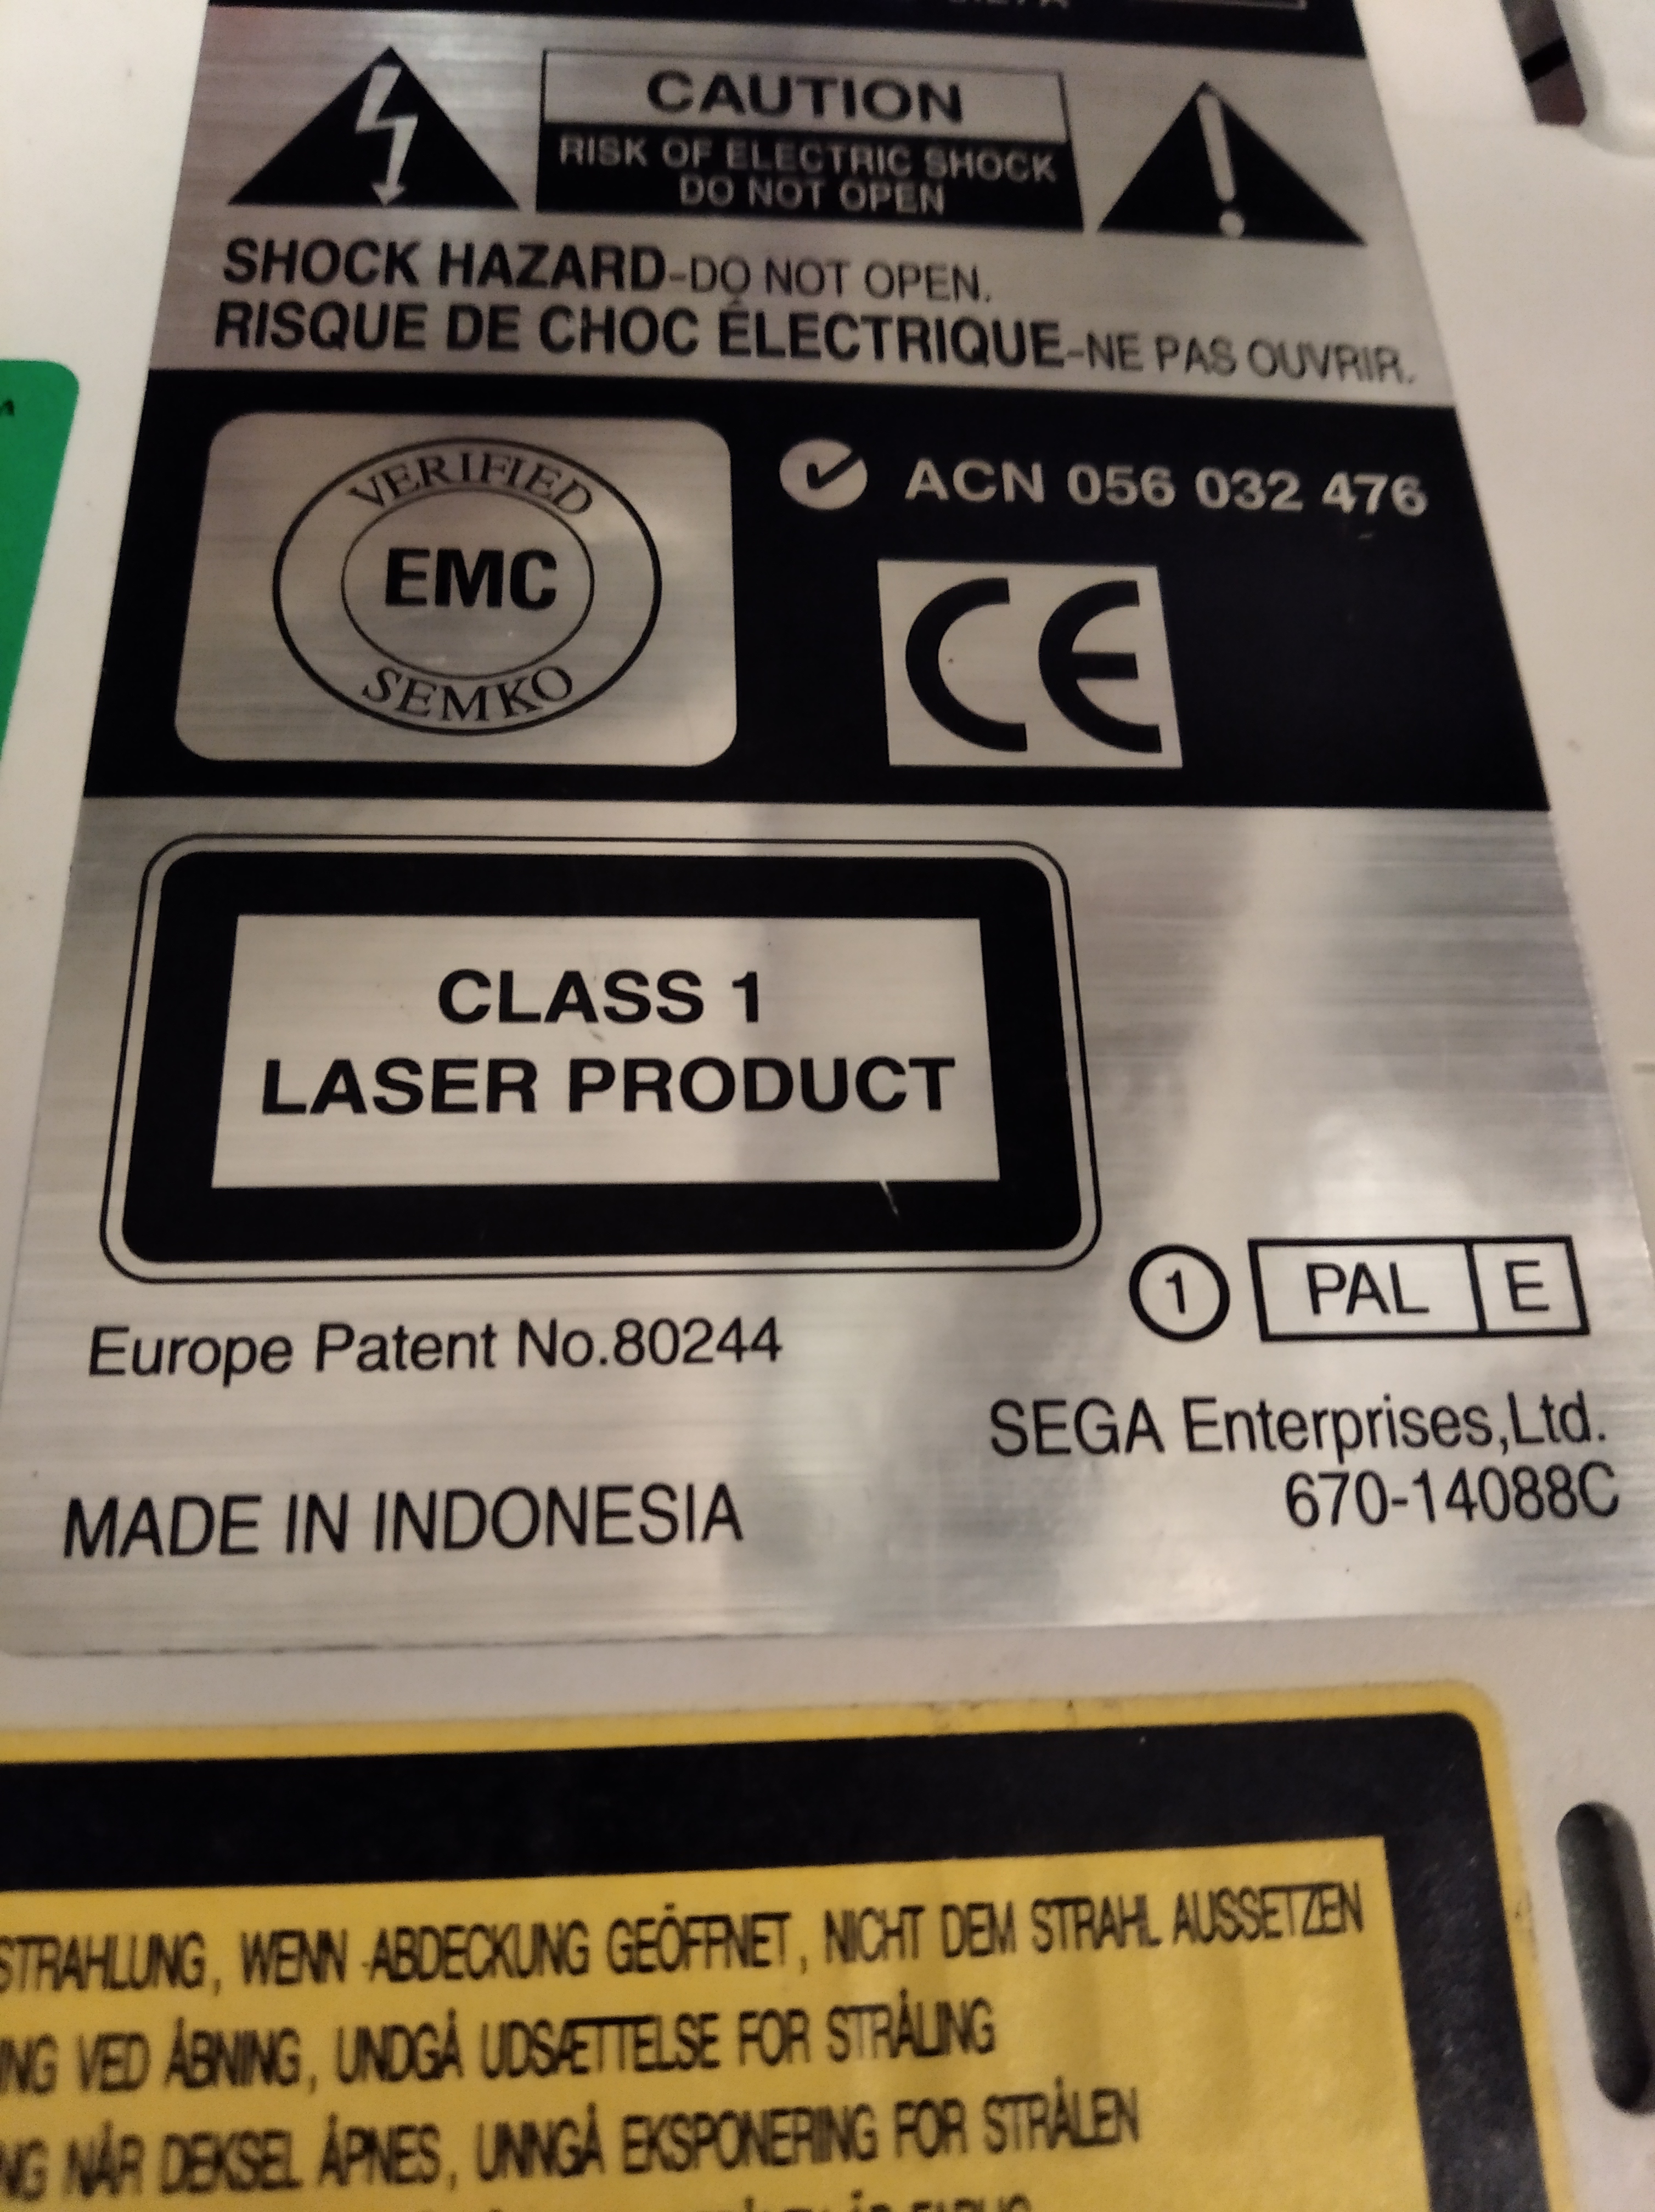 CAUTION
RISK OF ELECTRIC SHOCK
DO NOT OPEN
SHOCK HAZARD-DO NOT OPEN.
RISQUE DE CHOC ÉLECTRIQUE-NE PAS OUVRIR.
VERIFIED
EMC
SEMKO
ACN 056 032 476
CE
CLASS 1
LASER PRODUCT
1 PAL E
Europe Patent No.80244
SEGA Enterprises,Ltd.
670-14088C
MADE IN INDONESIA
STRAHLUNG, WENN ABDECKUNG GEÖFFNET, NICHT DEM STRAHL AUSSETZEN
VED ÅBNING, UNDGÅ UDSÆTTELSE FOR STRÅLING
NÅR DEKSEL ÅPNES, UNNGÅ EKSPONERING FOR STRÅLEN